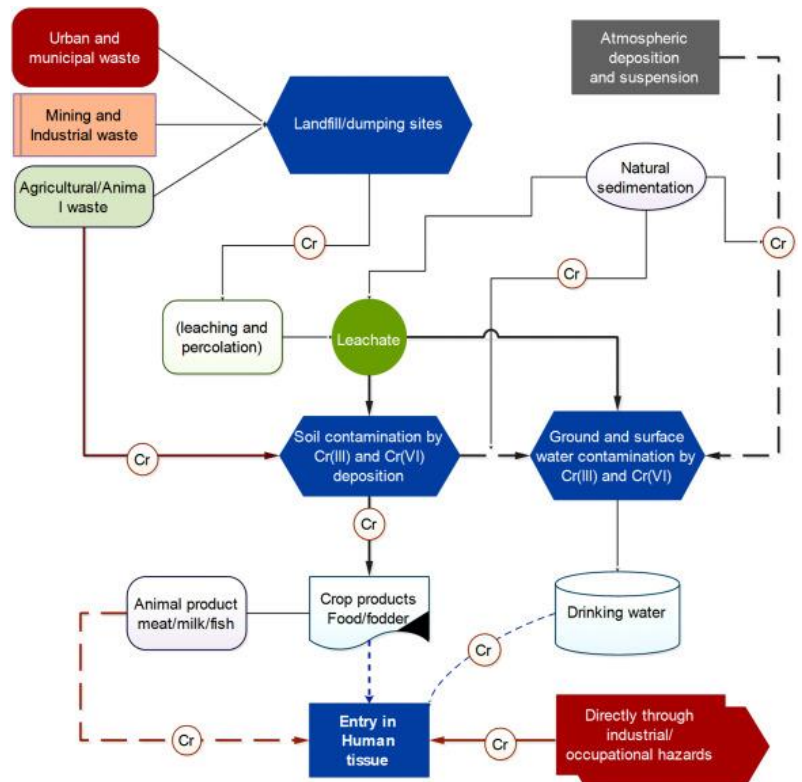 Urban and
municipal waste
Atmospheric
deposition
and suspension
Mining and
Industrial waste
Landfill/dumping sites
Agricultural/Anima
l waste
Natural
sedimentation
Cr
Cr
Cr
(leaching and
percolation)
Leachate
Soil contamination by
Cr(III) and Cr(VI)
deposition
Ground and surface
water contamination by
Cr(III) and Cr(VI)
Cr
Cr
Animal product
meat/milk/fish
Crop products
Food/fodder
Drinking water
Cr
Entry in
Human
tissue
Directly through
industrial/
occupational hazards
Cr
Cr